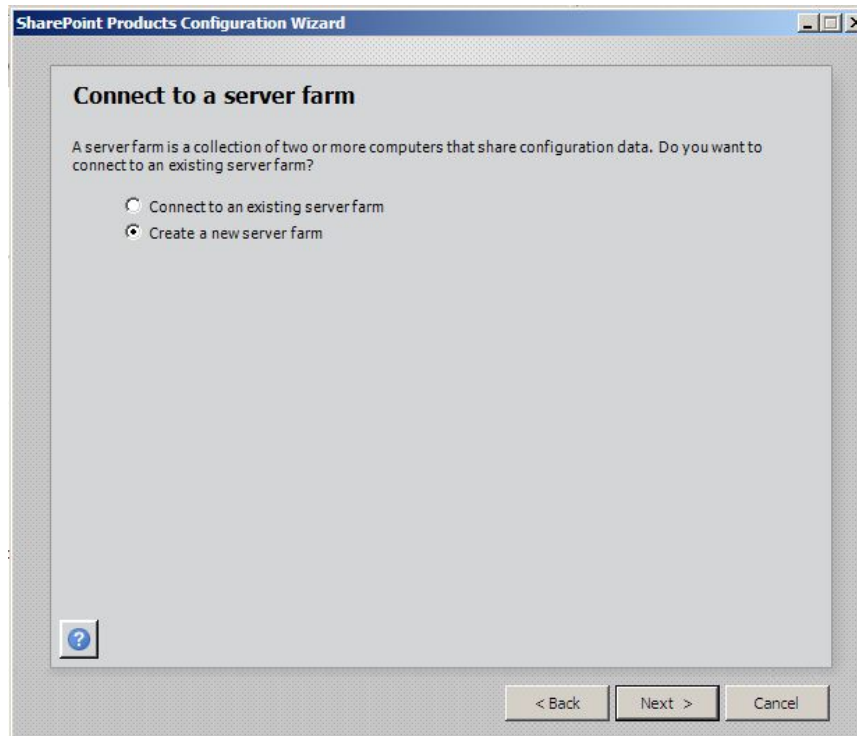 SharePoint Products Configuration Wizard
Connect to a server farm
A server farm is a collection of two or more computers that share configuration data. Do you want to
connect to an existing server farm?
Connect to an existing server farm
Create a new server farm
?
< Back
Next >
Cancel